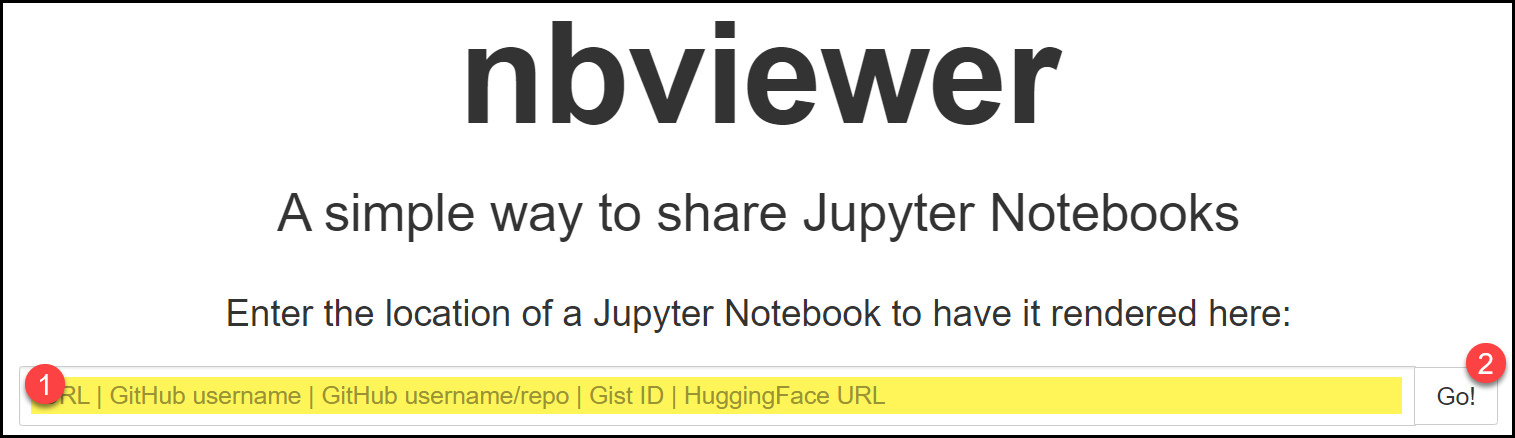 nbviewer
A simple way to share Jupyter Notebooks
Enter the location of a Jupyter Notebook to have it rendered here:
1 RL | GitHub username | GitHub username/repo | Gist ID | HuggingFace URL
Go! 2